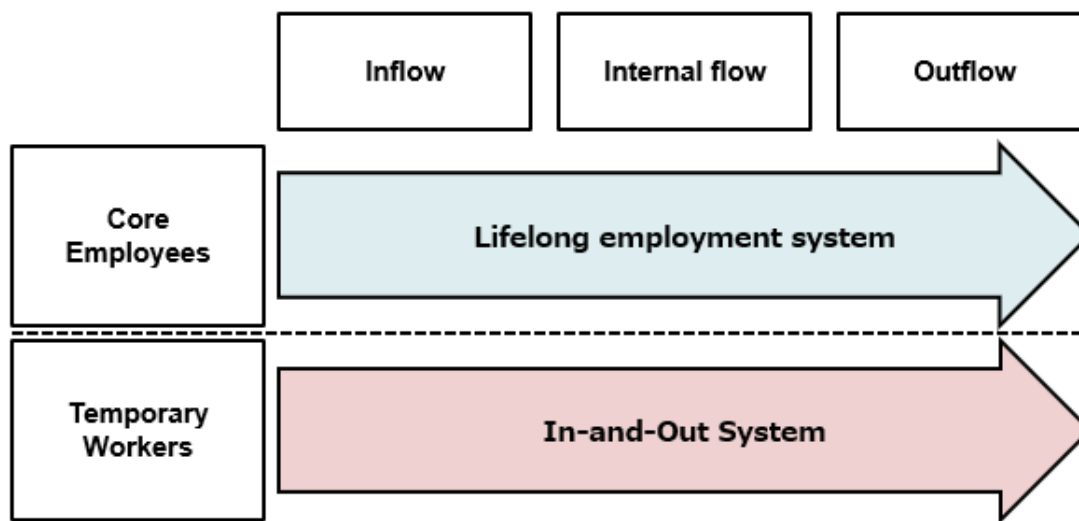 Inflow
Internal flow
Outflow
Core
Employees
Lifelong employment system
Temporary
Workers
In-and-Out System